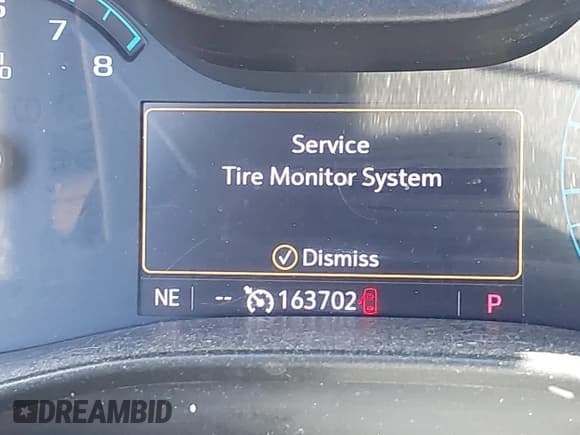 7
8
Service
Tire Monitor System
Dismiss
NE -- 163702 P
DREAMBID